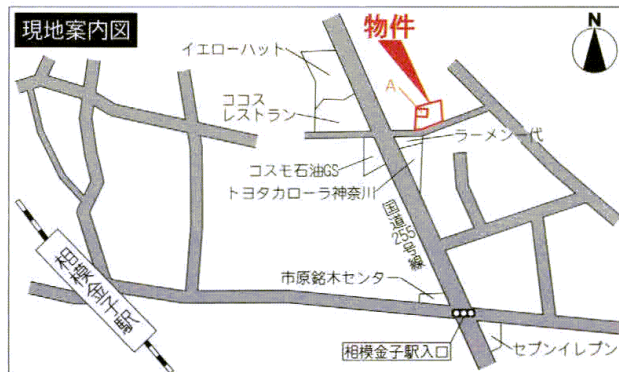 現地案内図
物件
N
イエローハット
A
ココス
レストラン
ラーメン一代
コスモ石油GS
トヨタカローラ神奈川
国道255号線
市原銘木センター
相模金子駅
相模金子駅入口
セブンイレブン